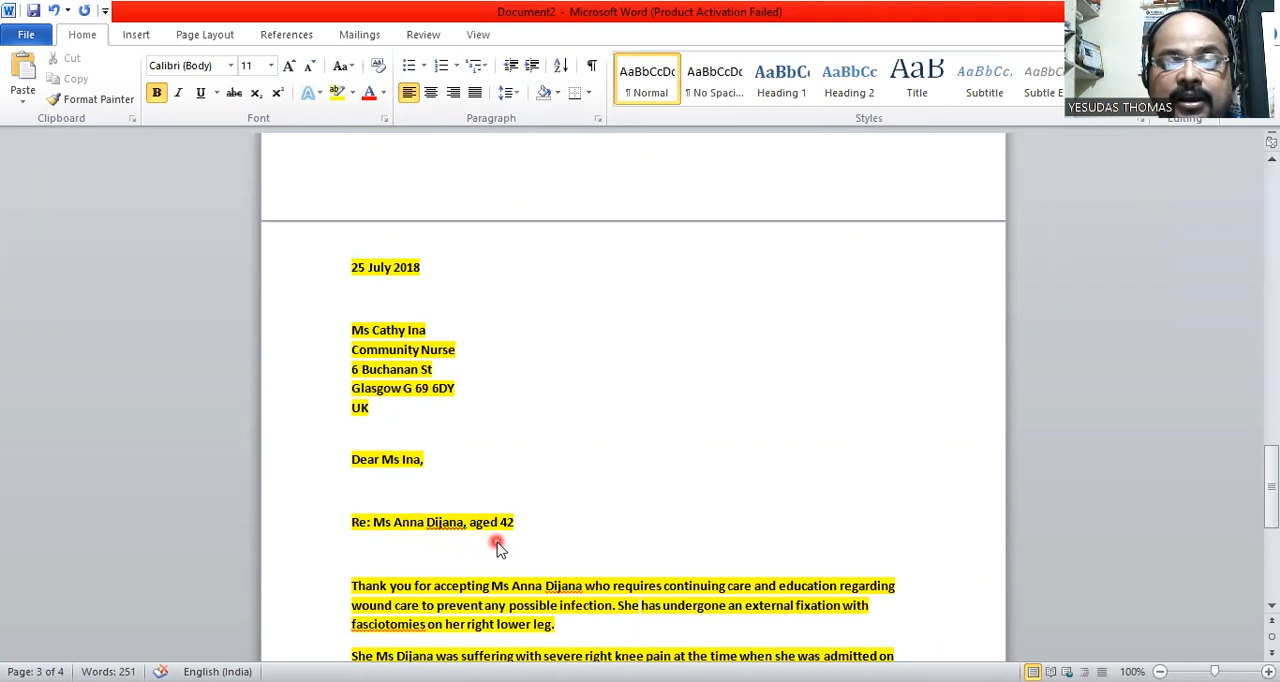 Document2 - Microsoft Word (Product Activation Failed)
File Home Insert Page Layout References Mailings Review View
Cut
Copy
Paste
Format Painter
Clipboard
Calibri (Body) 11
Font
Paragraph
AaBbCcDc AaBbCcDc AaBbC AaBbCc AaB AaBbCc. AaBb
¶ Normal ¶ No Spaci... Heading 1 Heading 2 Title Subtitle Subtle E
Styles
YESUDAS THOMAS
Editing
25 July 2018
Ms Cathy Ina
Community Nurse
6 Buchanan St
Glasgow G 69 6DY
UK
Dear Ms Ina,
Re: Ms Anna Dijana, aged 42
Thank you for accepting Ms Anna Dijana who requires continuing care and education regarding
wound care to prevent any possible infection. She has undergone an external fixation with
fasciotomies on her right lower leg.
She Ms Dijana was suffering with severe right knee pain at the time when she was admitted on
Page: 3 of 4 Words: 251 English (India) 100%